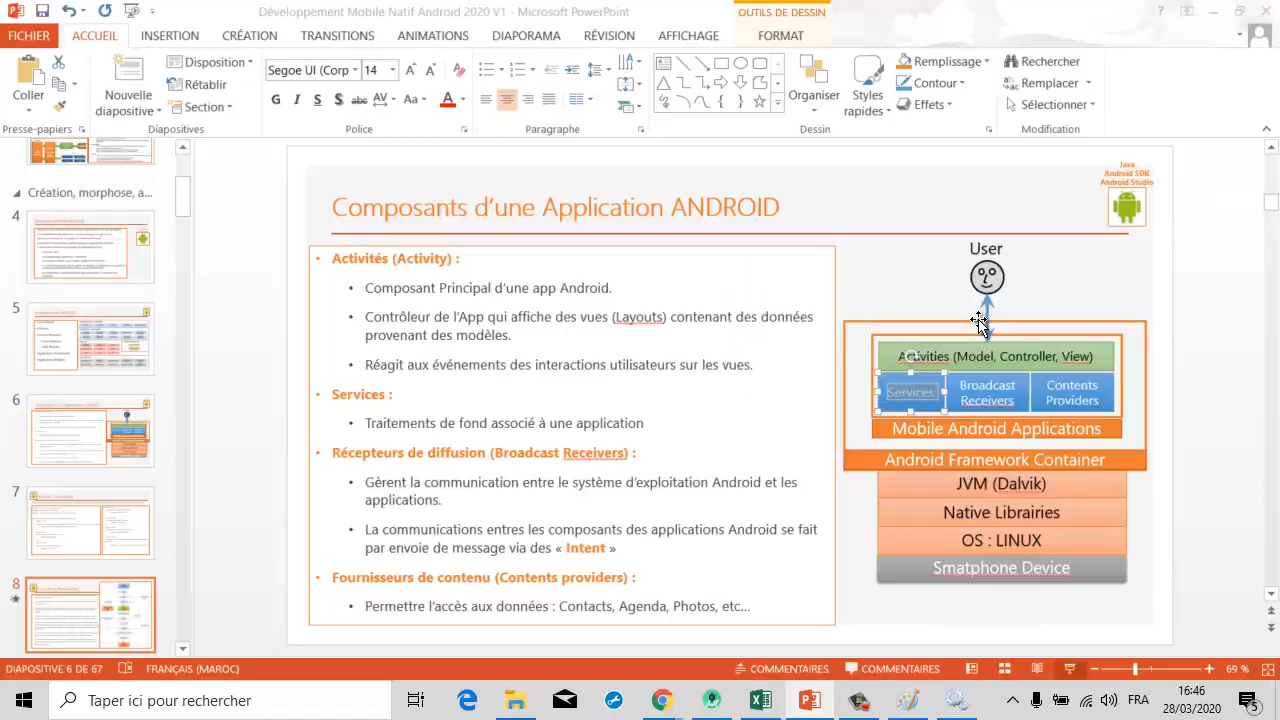 Développement Mobile Natif Android 2020 V1 - Microsoft PowerPoint
OUTILS DE DESSIN
FICHIER ACCUEIL INSERTION CRÉATION TRANSITIONS ANIMATIONS DIAPORAMA RÉVISION AFFICHAGE FORMAT
Coller
Nouvelle diapositive
Disposition
Rétablir
Section
Segoe UI (Corp 14
G I S S abc AV Aa A
Organiser
Styles rapides
Remplissage
Contour
Effets
Rechercher
Remplacer
Sélectionner
Presse-papiers Diapositives Police Paragraphe Dessin Modification
Création, morphose, a...
4
5
6
7
8
Java
Android SDK
Android Studio
Composants d'une Application ANDROID
• Activités (Activity) :
• Composant Principal d'une app Android.
• Contrôleur de l'App qui affiche des vues (Layouts) contenant des données
provenant des modèles.
• Réagit aux événements des interactions utilisateurs sur les vues.
• Services :
• Traitements de fond associé à une application
• Récepteurs de diffusion (Broadcast Receivers) :
• Gèrent la communication entre le système d'exploitation Android et les
applications.
• La communications entres les composants des applications Android se fait
par envoie de message via des « Intent »
• Fournisseurs de contenu (Contents providers) :
• Permettre l'accès aux données : Contacts, Agenda, Photos, etc...
User
Activities (Model, Controller, View)
Services
Broadcast
Receivers
Contents
Providers
Mobile Android Applications
Android Framework Container
JVM (Dalvik)
Native Librairies
OS : LINUX
Smatphone Device
DIAPOSITIVE 6 DE 67 FRANÇAIS (MAROC) COMMENTAIRES COMMENTAIRES 69 %
Taper ici pour rechercher
FRA
16:46
28/03/2020
5